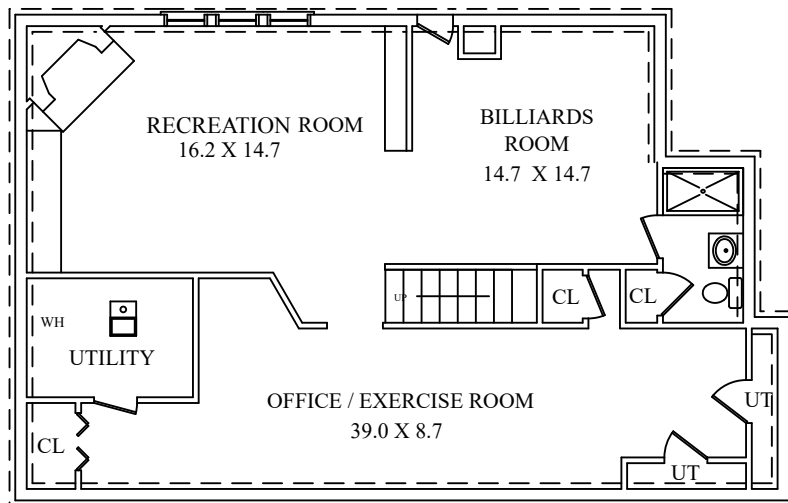 RECREATION ROOM
16.2 X 14.7
BILLIARDS
ROOM
14.7 X 14.7
UP
CL
CL
WH
UTILITY
OFFICE / EXERCISE ROOM
39.0 X 8.7
UT
CL
UT